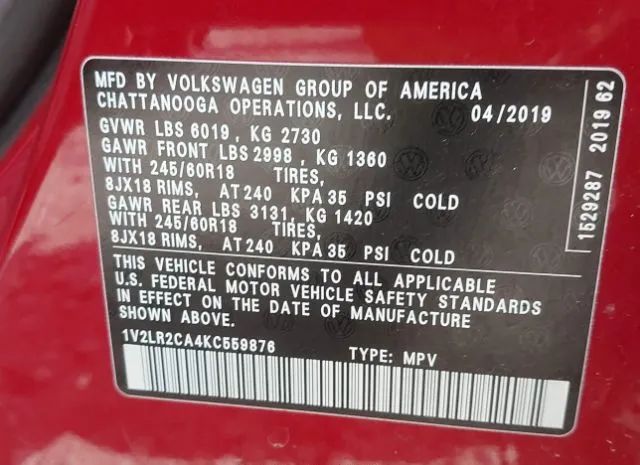 MFD BY VOLKSWAGEN GROUP OF AMERICA
CHATTANOOGA OPERATIONS, LLC. 04/2019
GVWR LBS 6019, KG 2730
GAWR FRONT LBS 2998, KG 1360
WITH 245/60R18 TIRES,
8JX18 RIMS, AT 240 KPA 35 PSI COLD
GAWR REAR LBS 3131, KG 1420
WITH 245/60R18 TIRES,
8JX18 RIMS, AT 240 KPA 35 PSI COLD
THIS VEHICLE CONFORMS TO ALL APPLICABLE
U.S. FEDERAL MOTOR VEHICLE SAFETY STANDARDS
IN EFFECT ON THE DATE OF MANUFACTURE
SHOWN ABOVE.
1V2LR2CA4KC559876 TYPE: MPV
1529287 2019 62